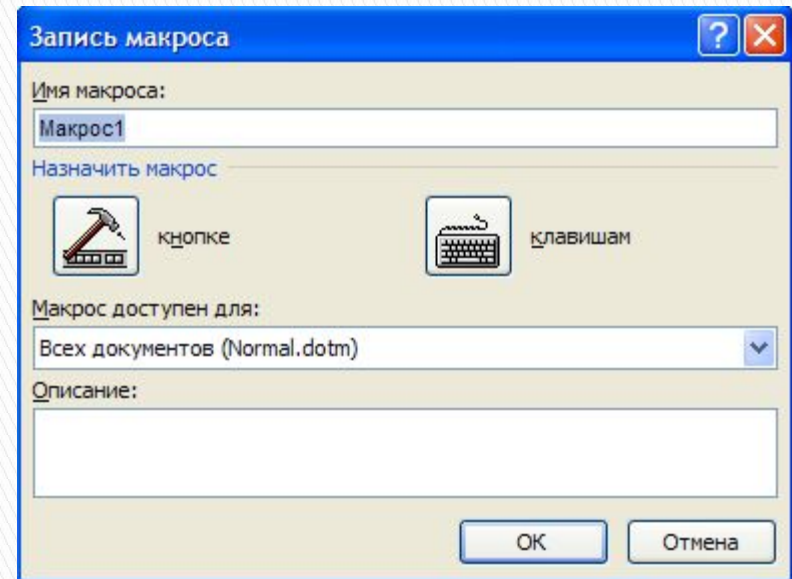 Запись макроса
Имя макроса:
Макрос1
Назначить макрос
кнопке
клавишам
Макрос доступен для:
Всех документов (Normal.dotm)
Описание:
ОК
Отмена